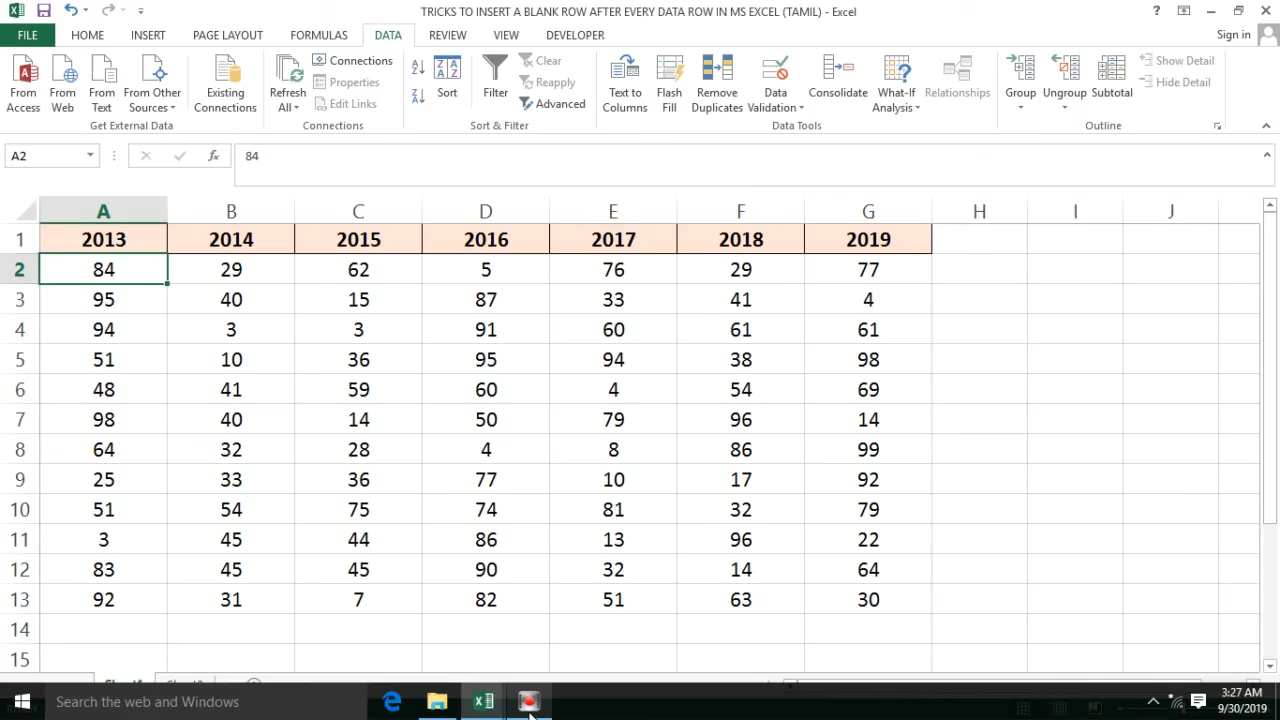 TRICKS TO INSERT A BLANK ROW AFTER EVERY DATA ROW IN MS EXCEL (TAMIL) - Excel
FILE HOME INSERT PAGE LAYOUT FORMULAS DATA REVIEW VIEW DEVELOPER Sign in
From Access
From Web
From Text
From Other Sources
Existing Connections
Get External Data
Refresh All
Connections
Properties
Edit Links
Connections
Sort
Filter
Clear
Reapply
Advanced
Sort & Filter
Text to Columns
Flash Fill
Remove Duplicates
Data Validation
Consolidate
What-If Analysis
Relationships
Data Tools
Group
Ungroup
Subtotal
Show Detail
Hide Detail
Outline
A2 fx 84
A B C D E F G H I J
1 2013 2014 2015 2016 2017 2018 2019
2 84 29 62 5 76 29 77
3 95 40 15 87 33 41 4
4 94 3 3 91 60 61 61
5 51 10 36 95 94 38 98
6 48 41 59 60 4 54 69
7 98 40 14 50 79 96 14
8 64 32 28 4 8 86 99
9 25 33 36 77 10 17 92
10 51 54 75 74 81 32 79
11 3 45 44 86 13 96 22
12 83 45 45 90 32 14 64
13 92 31 7 82 51 63 30
14
15
Search the web and Windows
3:27 AM
9/30/2019